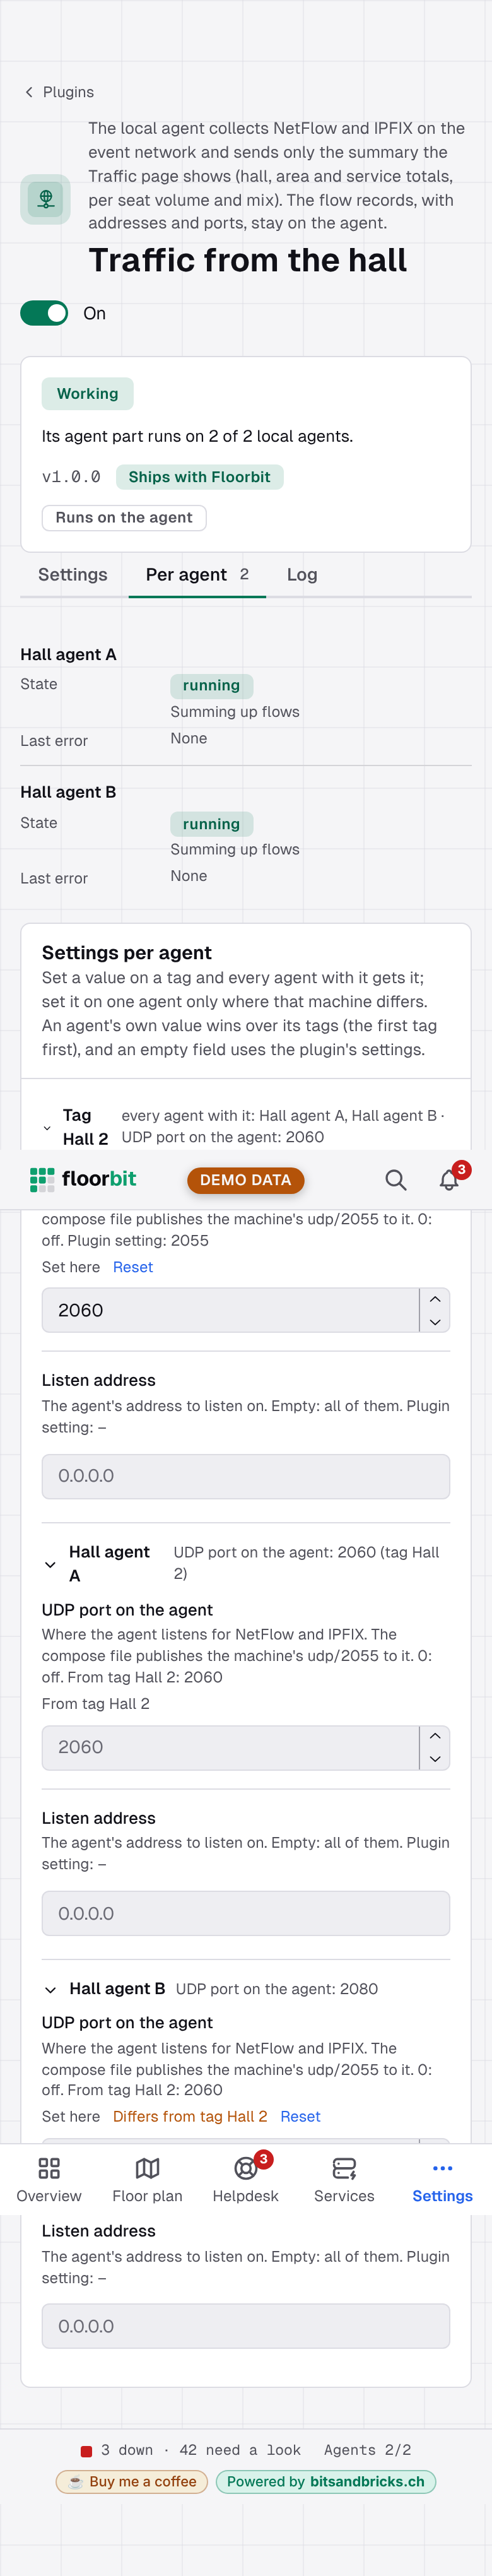 Plugins
The local agent collects NetFlow and IPFIX on the
event network and sends only the summary the
Traffic page shows (hall, area and service totals,
per seat volume and mix). The flow records, with
addresses and ports, stay on the agent.
Traffic from the hall
On
Working
Its agent part runs on 2 of 2 local agents.
v1.0.0 Ships with Floorbit
Runs on the agent
Settings Per agent 2 Log
Hall agent A
State running
Summing up flows
Last error None
Hall agent B
State running
Summing up flows
Last error None
Settings per agent
Set a value on a tag and every agent with it gets it;
set it on one agent only where that machine differs.
An agent's own value wins over its tags (the first tag
first), and an empty field uses the plugin's settings.
Tag Hall 2
every agent with it: Hall agent A, Hall agent B ·
UDP port on the agent: 2060
floorbit DEMO DATA 3
compose file publishes the machine's udp/2055 to it. 0:
off. Plugin setting: 2055
Set here Reset
2060
Listen address
The agent's address to listen on. Empty: all of them. Plugin
setting: –
0.0.0.0
Hall agent A
UDP port on the agent: 2060 (tag Hall
2)
UDP port on the agent
Where the agent listens for NetFlow and IPFIX. The
compose file publishes the machine's udp/2055 to it. 0:
off. From tag Hall 2: 2060
From tag Hall 2
2060
Listen address
The agent's address to listen on. Empty: all of them. Plugin
setting: –
0.0.0.0
Hall agent B UDP port on the agent: 2080
UDP port on the agent
Where the agent listens for NetFlow and IPFIX. The
compose file publishes the machine's udp/2055 to it. 0:
off. From tag Hall 2: 2060
Set here Differs from tag Hall 2 Reset
3
Overview Floor plan Helpdesk Services Settings
Listen address
The agent's address to listen on. Empty: all of them. Plugin
setting: –
0.0.0.0
3 down · 42 need a look Agents 2/2
Buy me a coffee Powered by bitsandbricks.ch